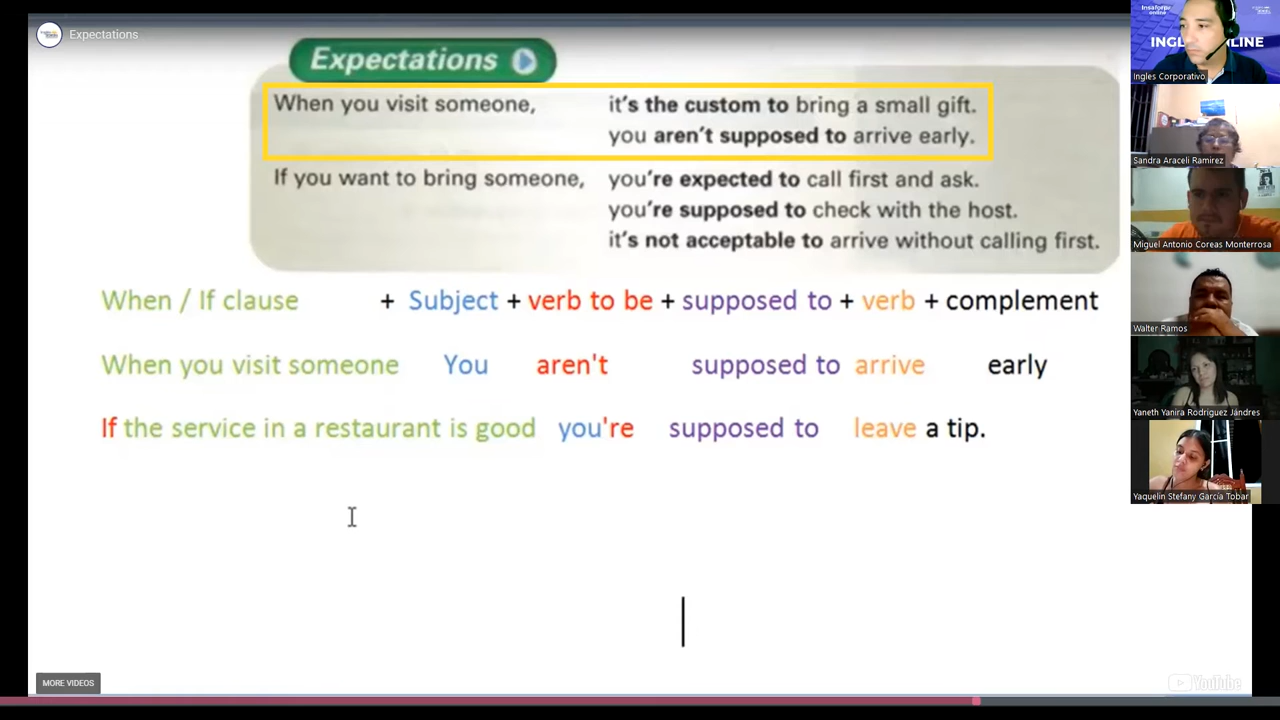 Expectations
Expectations
When you visit someone, it's the custom to bring a small gift.
you aren't supposed to arrive early.
If you want to bring someone, you're expected to call first and ask.
you're supposed to check with the host.
it's not acceptable to arrive without calling first.
When / If clause + Subject + verb to be + supposed to + verb + complement
When you visit someone You aren't supposed to arrive early
If the service in a restaurant is good you're supposed to leave a tip.
MORE VIDEOS
YouTube
Ingles Corporativo
Sandra Araceli Ramirez
Miguel Antonio Coreas Monterrosa
Walter Ramos
Yaneth Yanira Rodriguez Jandres
Yaquelin Stefany García Tobar